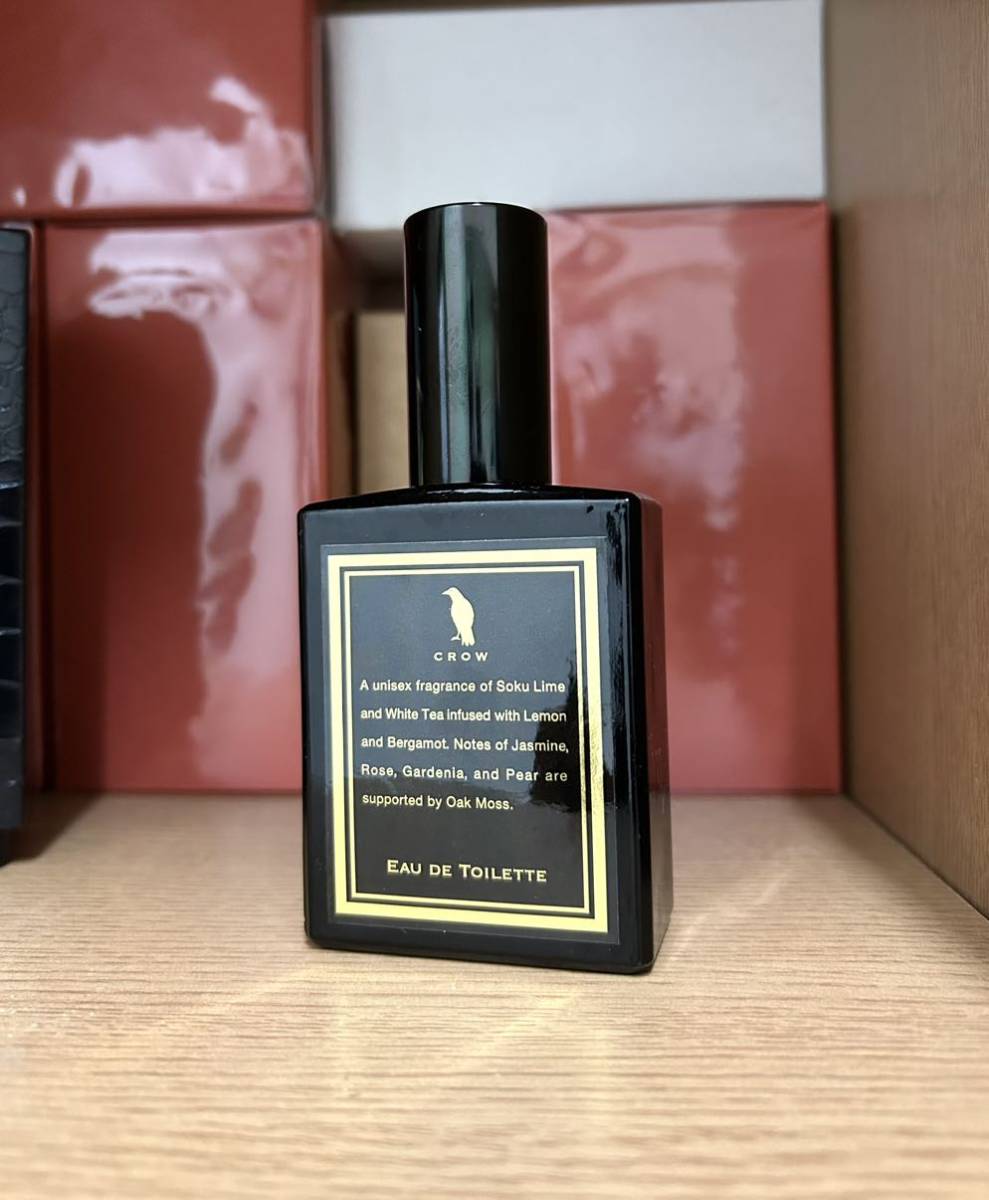 CROW
A unisex fragrance of Soku Lime
and White Tea infused with Lemon
and Bergamot. Notes of Jasmine,
Rose, Gardenia, and Pear are
supported by Oak Moss.
EAU DE TOILETTE